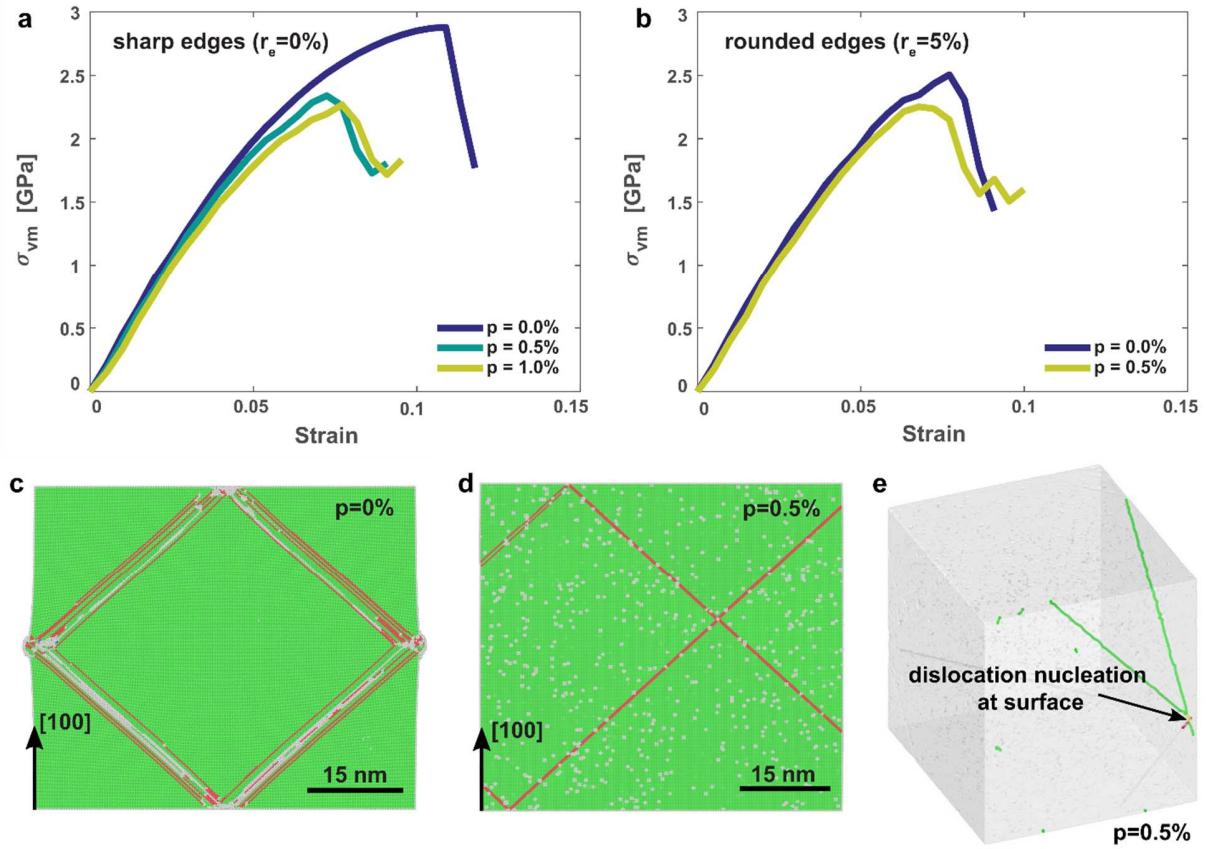 a
sharp edges (re=0%)
3
2.5
2
1.5
1
0.5
0
σvm [GPa]
p = 0.0%
p = 0.5%
p = 1.0%
0
0.05
0.1
0.15
Strain
b
rounded edges (re=5%)
3
2.5
2
1.5
1
0.5
0
σvm [GPa]
p = 0.0%
p = 0.5%
0
0.05
0.1
0.15
Strain
c
p=0%
[100]
15 nm
d
p=0.5%
[100]
15 nm
e
dislocation nucleation
at surface
p=0.5%